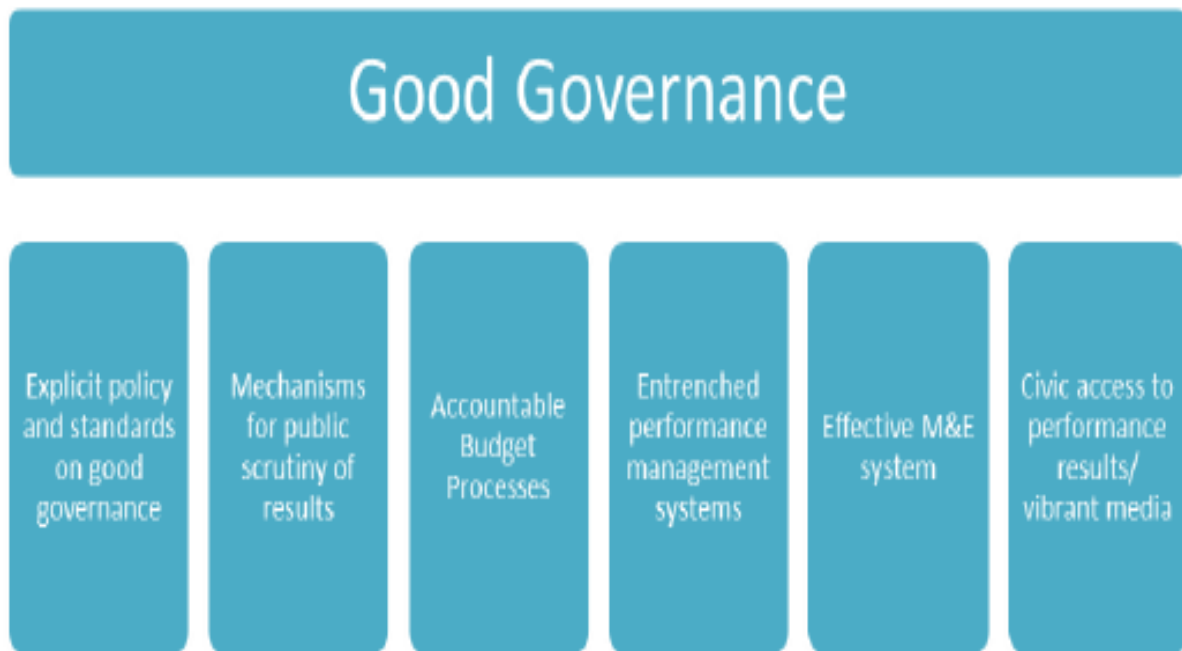 Good Governance
Explicit policy
and standards
on good
governance
Mechanisms
for public
scrutiny of
results
Accountable
Budget
Processes
Entrenched
performance
management
systems
Effective M&E
system
Civic access to
performance
results/
vibrant media